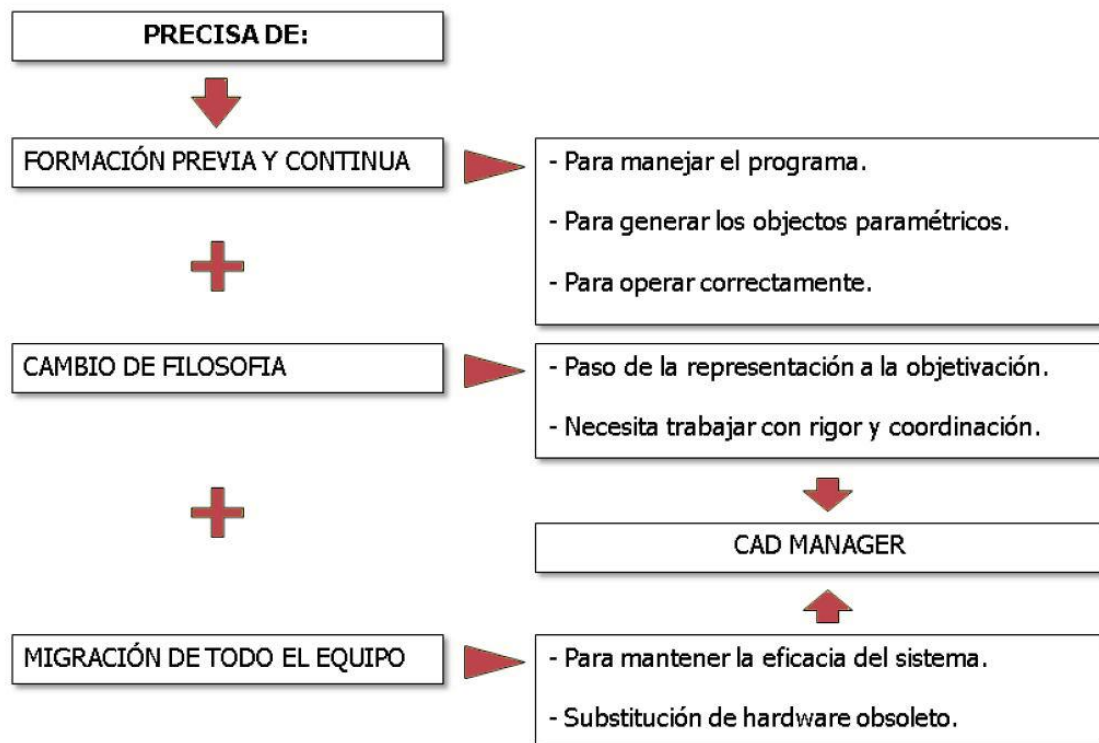 PRECISA DE:
FORMACIÓN PREVIA Y CONTINUA
- Para manejar el programa.
- Para generar los objectos paramétricos.
- Para operar correctamente.
CAMBIO DE FILOSOFIA
- Paso de la representación a la objetivación.
- Necesita trabajar con rigor y coordinación.
CAD MANAGER
MIGRACIÓN DE TODO EL EQUIPO
- Para mantener la eficacia del sistema.
- Substitución de hardware obsoleto.